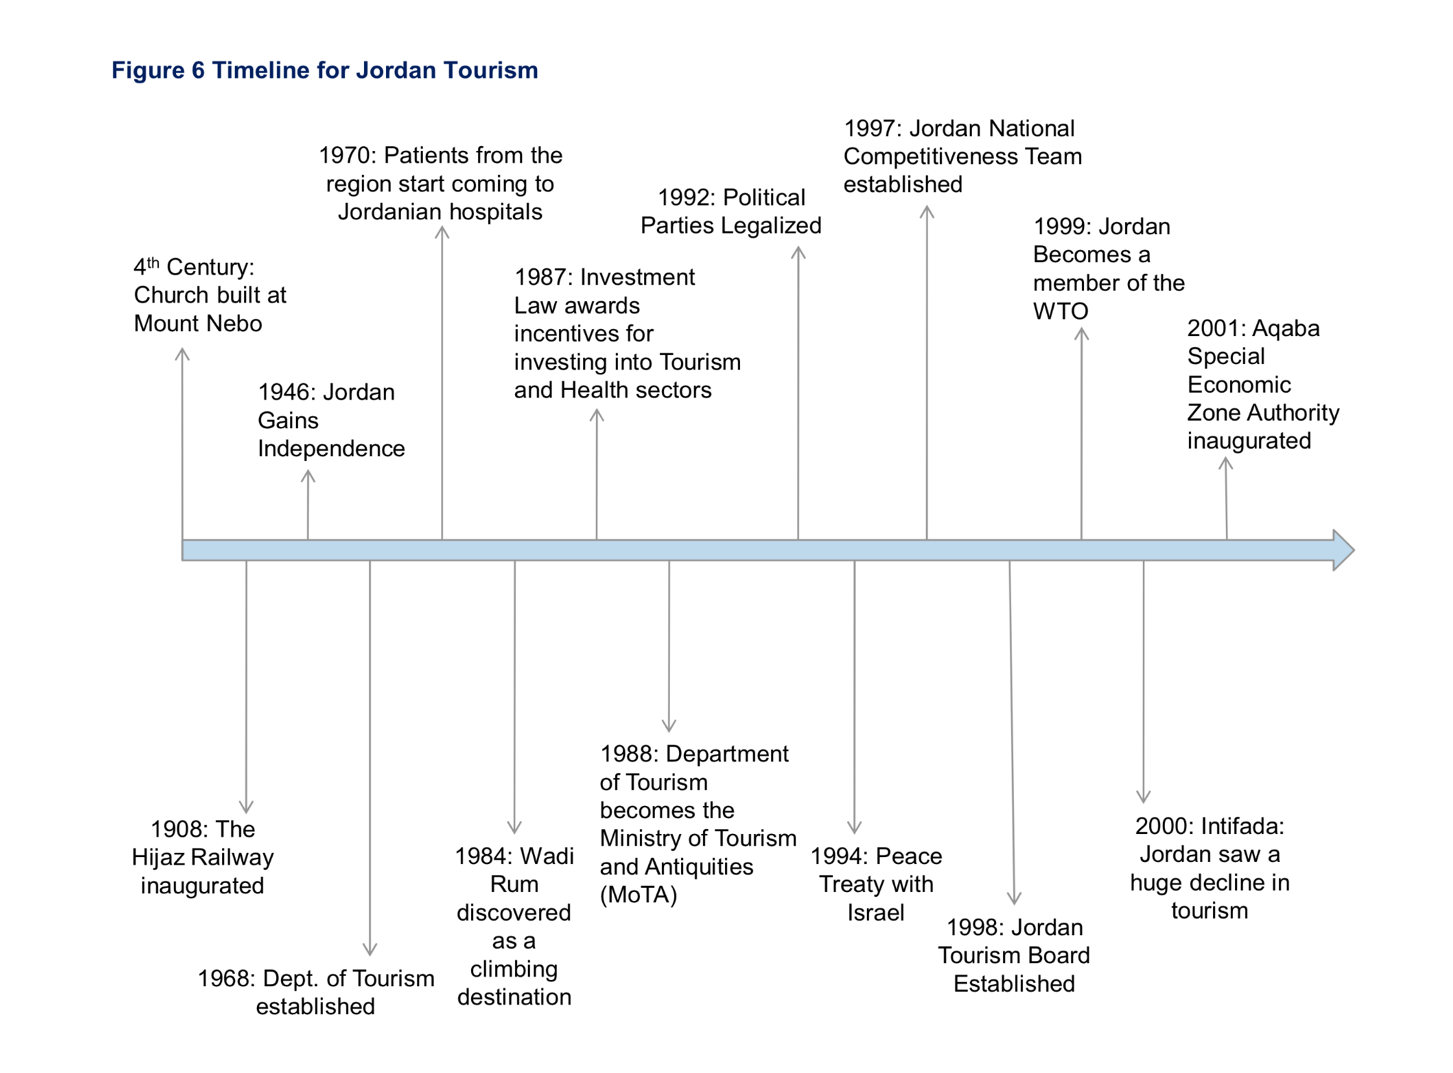 Figure 6 Timeline for Jordan Tourism
4th Century:
Church built at
Mount Nebo
1946: Jordan
Gains
Independence
1970: Patients from the
region start coming to
Jordanian hospitals
1987: Investment
Law awards
incentives for
investing into Tourism
and Health sectors
1992: Political
Parties Legalized
1997: Jordan National
Competitiveness Team
established
1999: Jordan
Becomes a
member of the
WTO
2001: Aqaba
Special
Economic
Zone Authority
inaugurated
1908: The
Hijaz Railway
inaugurated
1968: Dept. of Tourism
established
1984: Wadi
Rum
discovered
as a
climbing
destination
1988: Department
of Tourism
becomes the
Ministry of Tourism
and Antiquities
(MoTA)
1994: Peace
Treaty with
Israel
1998: Jordan
Tourism Board
Established
2000: Intifada:
Jordan saw a
huge decline in
tourism